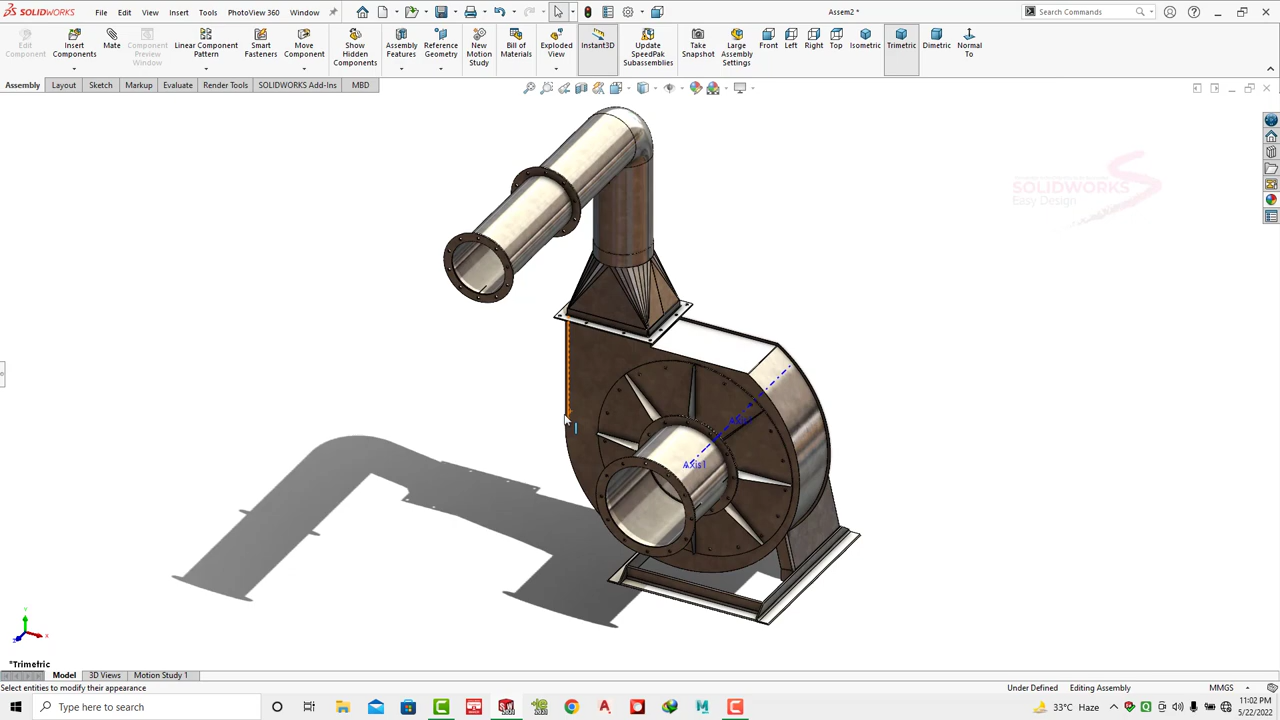 SOLIDWORKS
File Edit View Insert Tools PhotoView 360 Window
Assem2 *
Search Commands
Edit Component
Insert Components
Mate
Component Preview Window
Linear Component Pattern
Smart Fasteners
Move Component
Show Hidden Components
Assembly Features
Reference Geometry
New Motion Study
Bill of Materials
Exploded View
Instant3D
Update SpeedPak Subassemblies
Take Snapshot
Large Assembly Settings
Front
Left
Right
Top
Isometric
Trimetric
Dimetric
Normal To
Assembly Layout Sketch Markup Evaluate Render Tools SOLIDWORKS Add-Ins MBD
SOLIDWORKS
Easy Design
Axis1
*Trimetric
Model 3D Views Motion Study 1
Select entities to modify their appearance
Under Defined Editing Assembly MMGS
Type here to search
33°C Haze
11:02 PM
5/22/2022